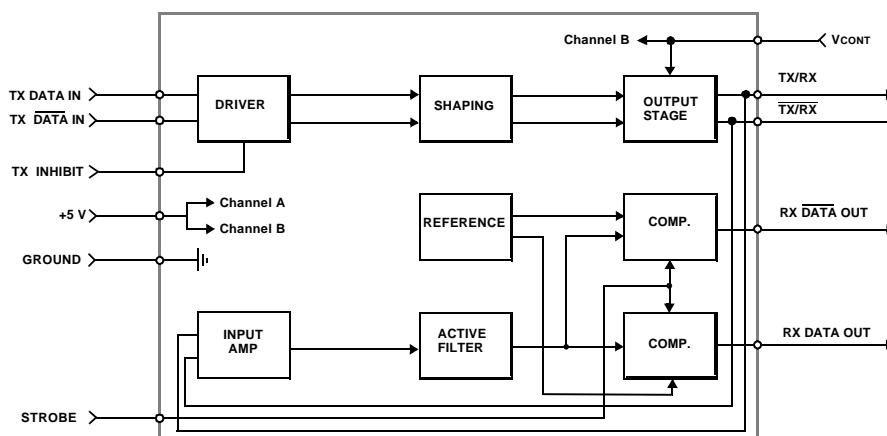 Channel B
VCONT
TX DATA IN
TX DATA IN
DRIVER
SHAPING
OUTPUT
STAGE
TX/RX
TX/RX
TX INHIBIT
+5 V
Channel A
Channel B
REFERENCE
COMP.
RX DATA OUT
GROUND
INPUT
AMP
ACTIVE
FILTER
COMP.
RX DATA OUT
STROBE